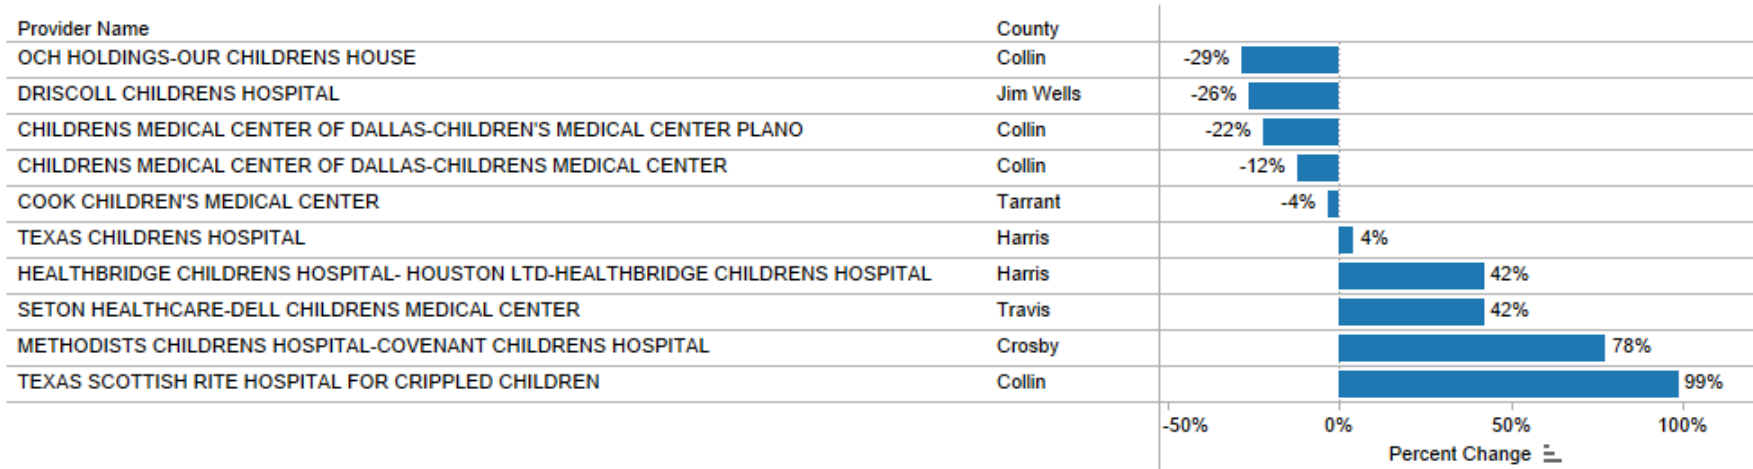 Provider Name County
OCH HOLDINGS-OUR CHILDRENS HOUSE Collin -29%
DRISCOLL CHILDRENS HOSPITAL Jim Wells -26%
CHILDRENS MEDICAL CENTER OF DALLAS-CHILDREN'S MEDICAL CENTER PLANO Collin -22%
CHILDRENS MEDICAL CENTER OF DALLAS-CHILDRENS MEDICAL CENTER Collin -12%
COOK CHILDREN'S MEDICAL CENTER Tarrant -4%
TEXAS CHILDRENS HOSPITAL Harris 4%
HEALTHBRIDGE CHILDRENS HOSPITAL- HOUSTON LTD-HEALTHBRIDGE CHILDRENS HOSPITAL Harris 42%
SETON HEALTHCARE-DELL CHILDRENS MEDICAL CENTER Travis 42%
METHODISTS CHILDRENS HOSPITAL-COVENANT CHILDRENS HOSPITAL Crosby 78%
TEXAS SCOTTISH RITE HOSPITAL FOR CRIPPLED CHILDREN Collin 99%
-50% 0% 50% 100%
Percent Change